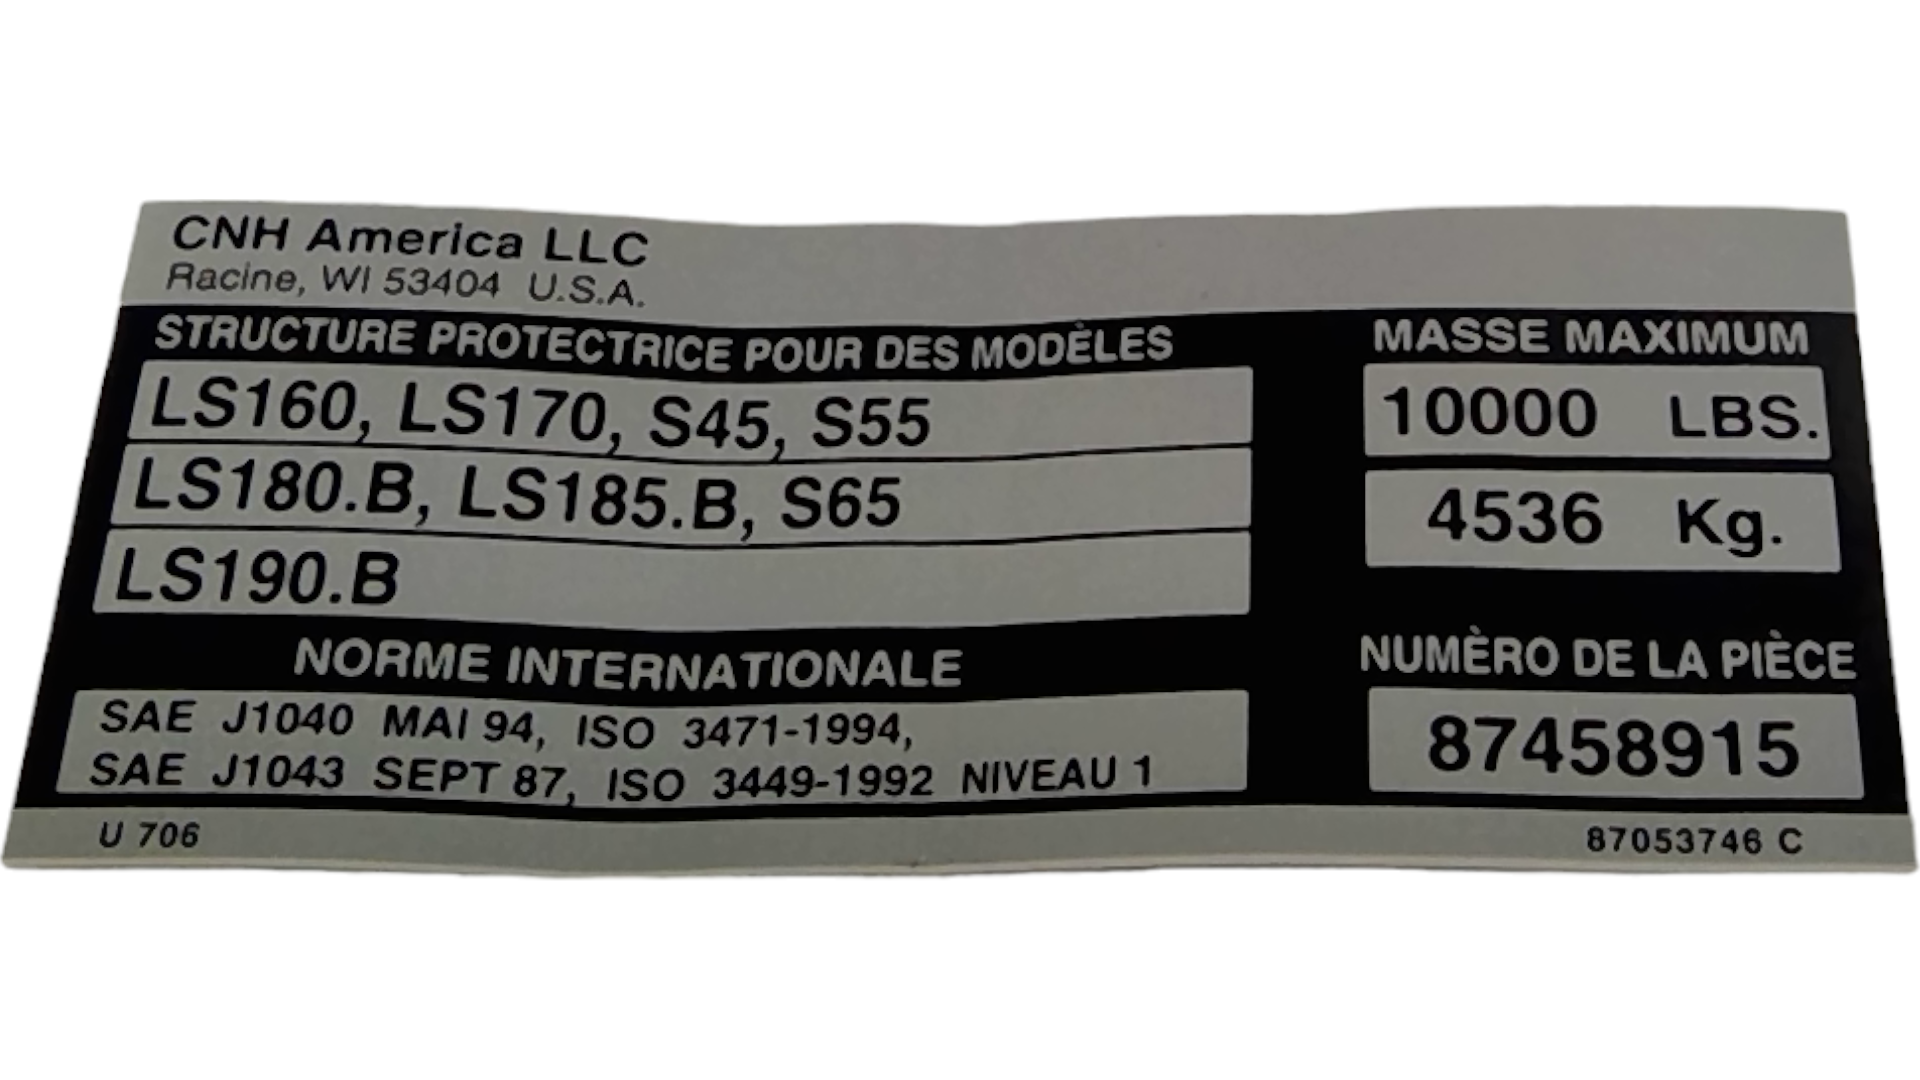 CNH America LLC
Racine, WI 53404 U.S.A.
STRUCTURE PROTECTRICE POUR DES MODÈLES
LS160, LS170, S45, S55
LS180.B, LS185.B, S65
LS190.B
MASSE MAXIMUM
10000 LBS.
4536 Kg.
NORME INTERNATIONALE
SAE J1040 MAI 94, ISO 3471-1994,
SAE J1043 SEPT 87, ISO 3449-1992 NIVEAU 1
NUMÈRO DE LA PIÈCE
87458915
U 706
87053746 C